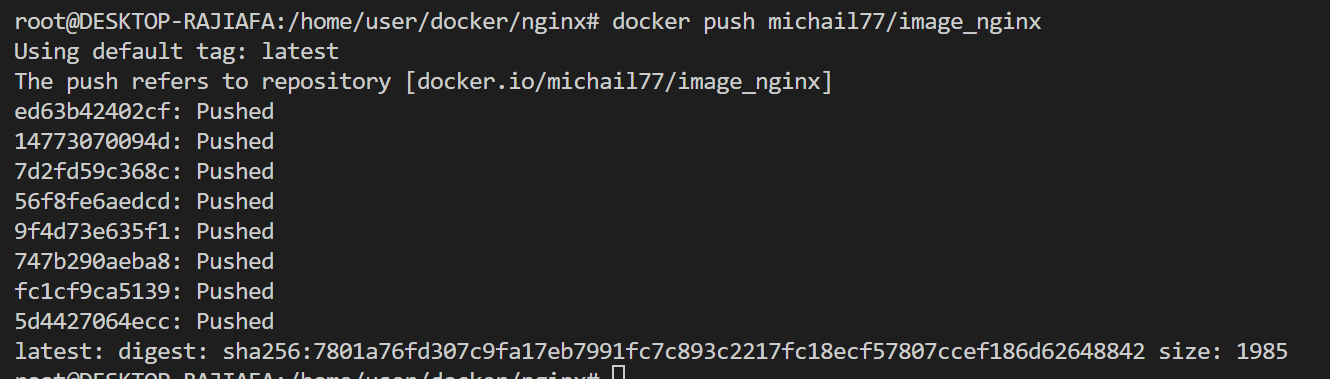 root@DESKTOP-RAJIAFA:/home/user/docker/nginx# docker push michail77/image_nginx
Using default tag: latest
The push refers to repository [docker.io/michail77/image_nginx]
ed63b42402cf: Pushed
14773070094d: Pushed
7d2fd59c368c: Pushed
56f8fe6aedcd: Pushed
9f4d73e635f1: Pushed
747b290aeba8: Pushed
fc1cf9ca5139: Pushed
5d4427064ecc: Pushed
latest: digest: sha256:7801a76fd307c9fa17eb7991fc7c893c2217fc18ecf57807ccef186d62648842 size: 1985
root@DESKTOP-RAJIAFA:/home/user/docker/nginx#